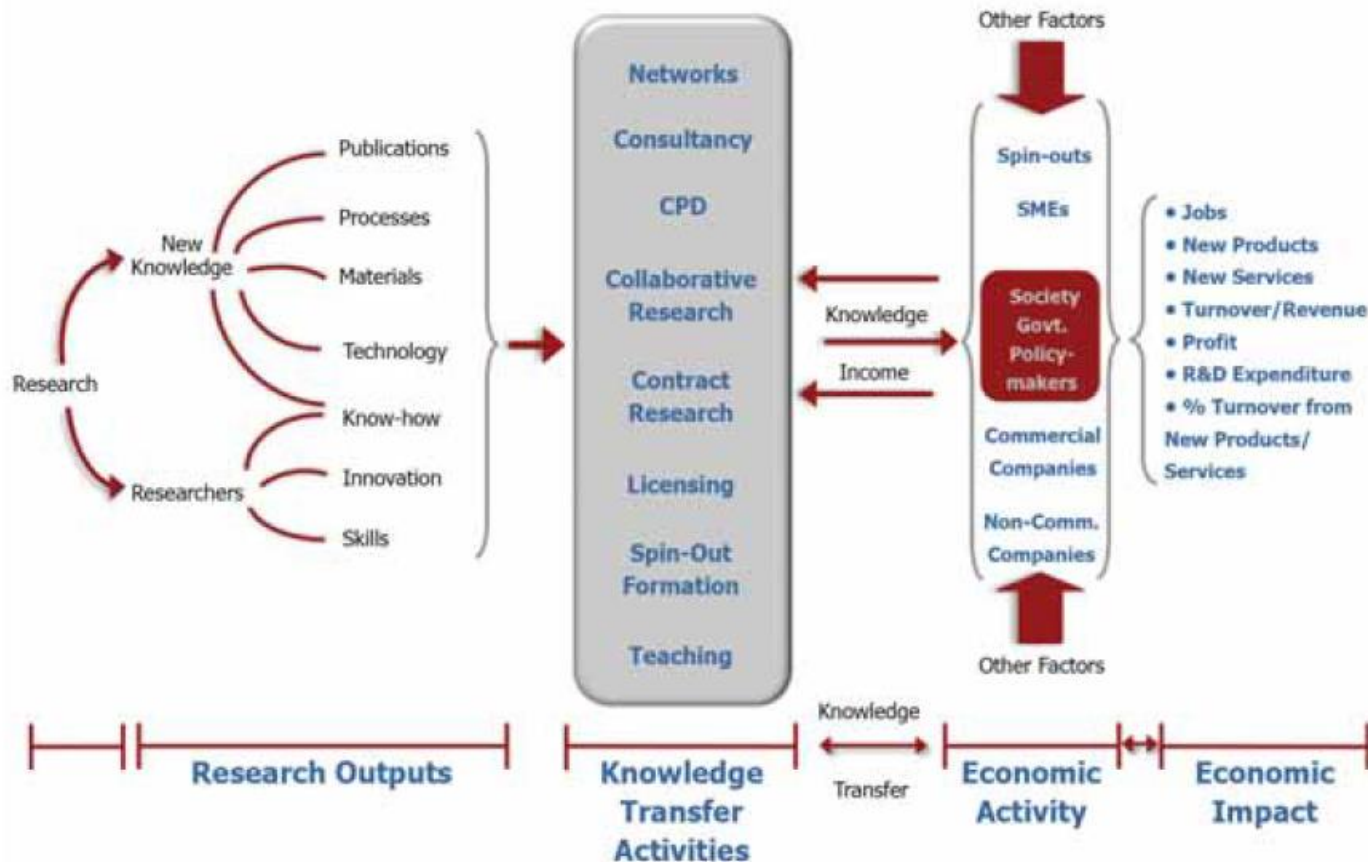 Research
New
Knowledge
Researchers
Publications
Processes
Materials
Technology
Know-how
Innovation
Skills
Networks
Consultancy
CPD
Collaborative
Research
Contract
Research
Licensing
Spin-Out
Formation
Teaching
Knowledge
Income
Other Factors
Spin-outs
SMEs
Society
Govt.
Policy-
makers
Commercial
Companies
Non-Comm.
Companies
Other Factors
• Jobs
• New Products
• New Services
• Turnover/Revenue
• Profit
• R&D Expenditure
• % Turnover from
New Products/
Services
Research Outputs
Knowledge
Transfer
Activities
Knowledge
Transfer
Economic
Activity
Economic
Impact